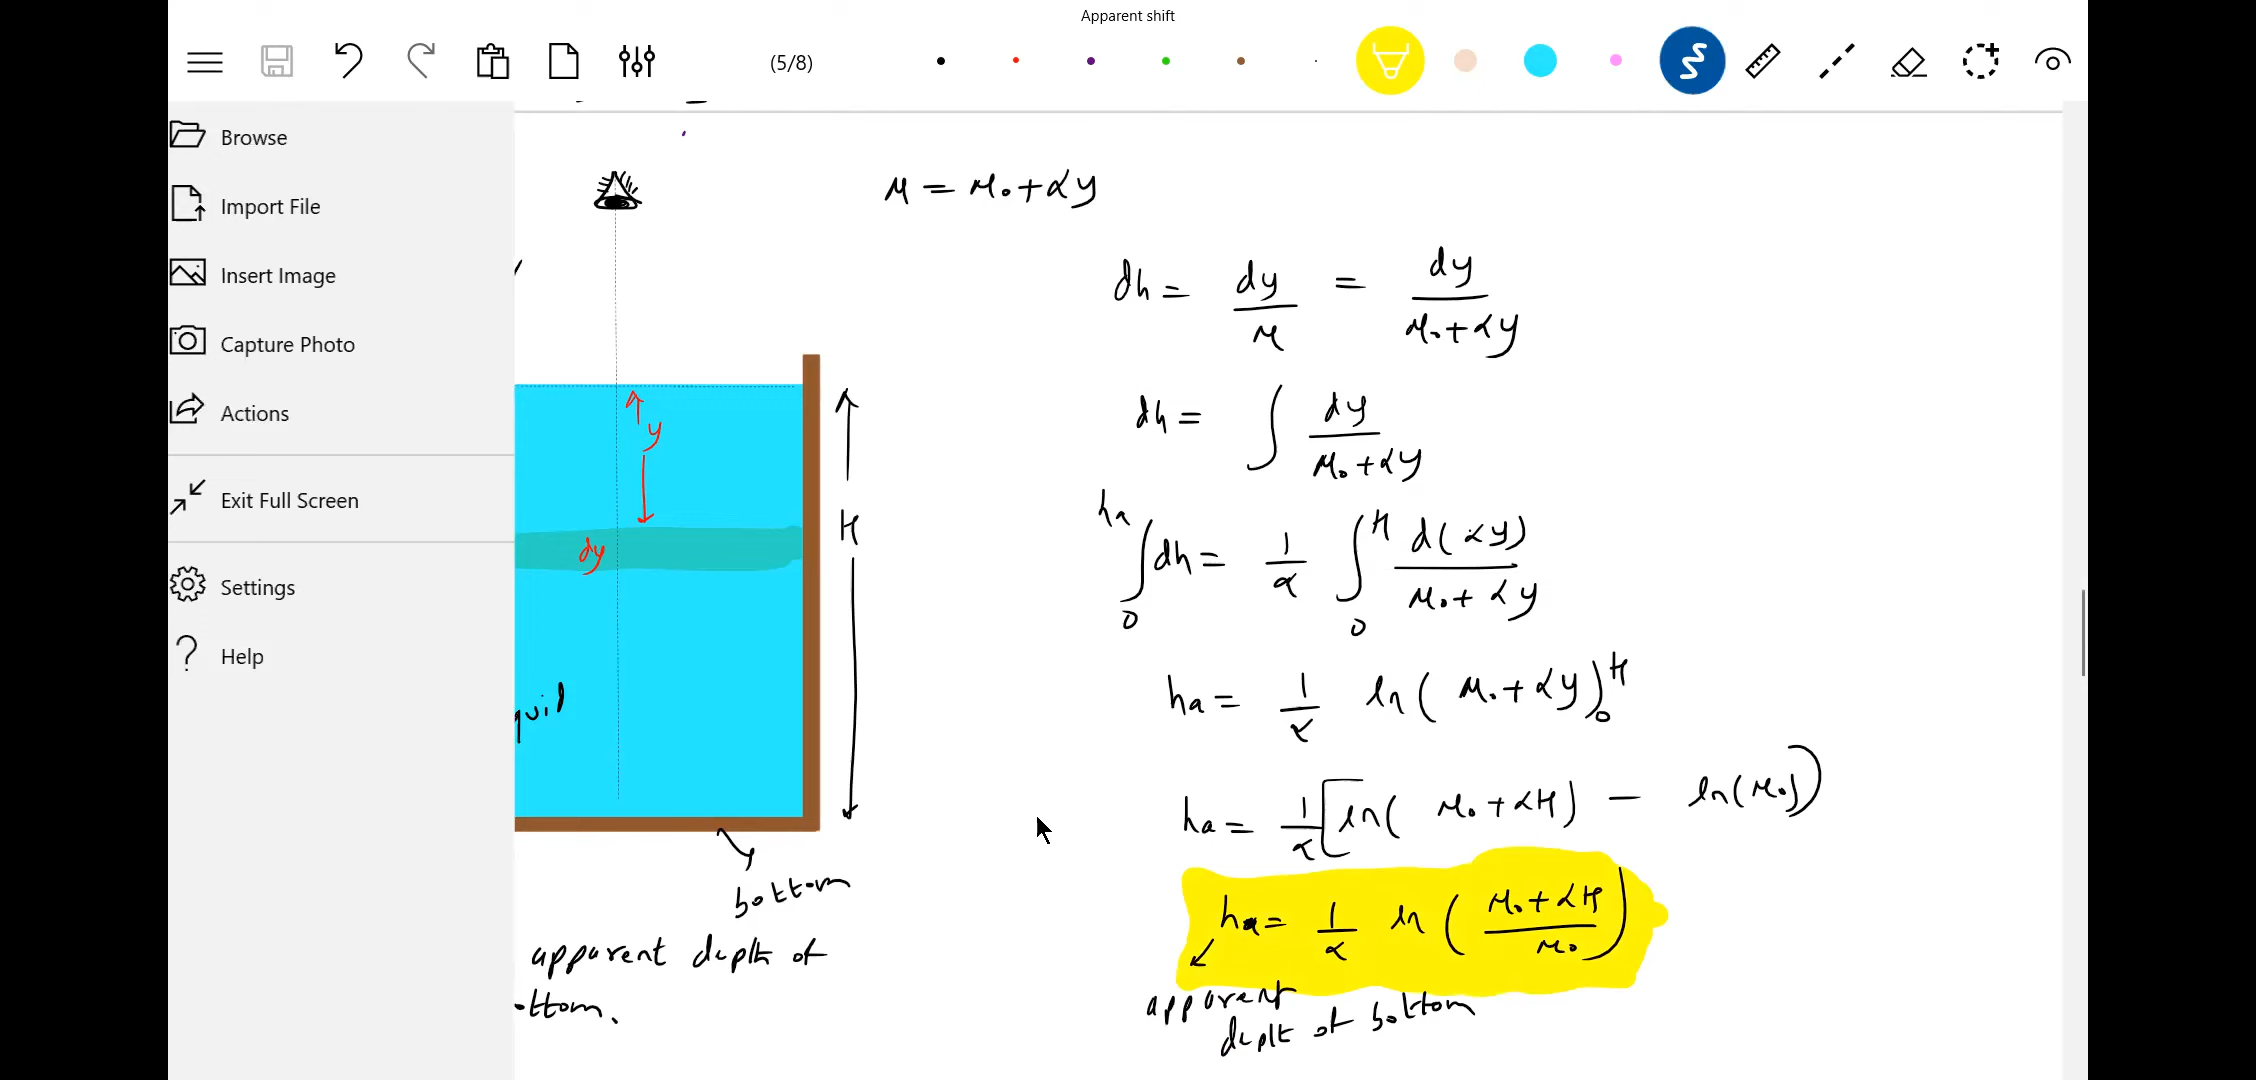 Apparent shift
(5/8)
Browse
Import File
Insert Image
Capture Photo
Actions
Exit Full Screen
Settings
Help
y
dy
H
quid
bottom
apparent depth of
ottom.
μ = μ₀ + αy
dh = dy/μ = dy/(μ₀ + αy)
dh = ∫ dy/(μ₀ + αy)
∫₀^hₐ dh = 1/α ∫₀^H d(αy)/(μ₀ + αy)
hₐ = 1/α ln(μ₀ + αy)₀^H
hₐ = 1/α [ln(μ₀ + αH) - ln(μ₀))
hₐ = 1/α ln((μ₀ + αH)/μ₀)
apparent
depth of bottom